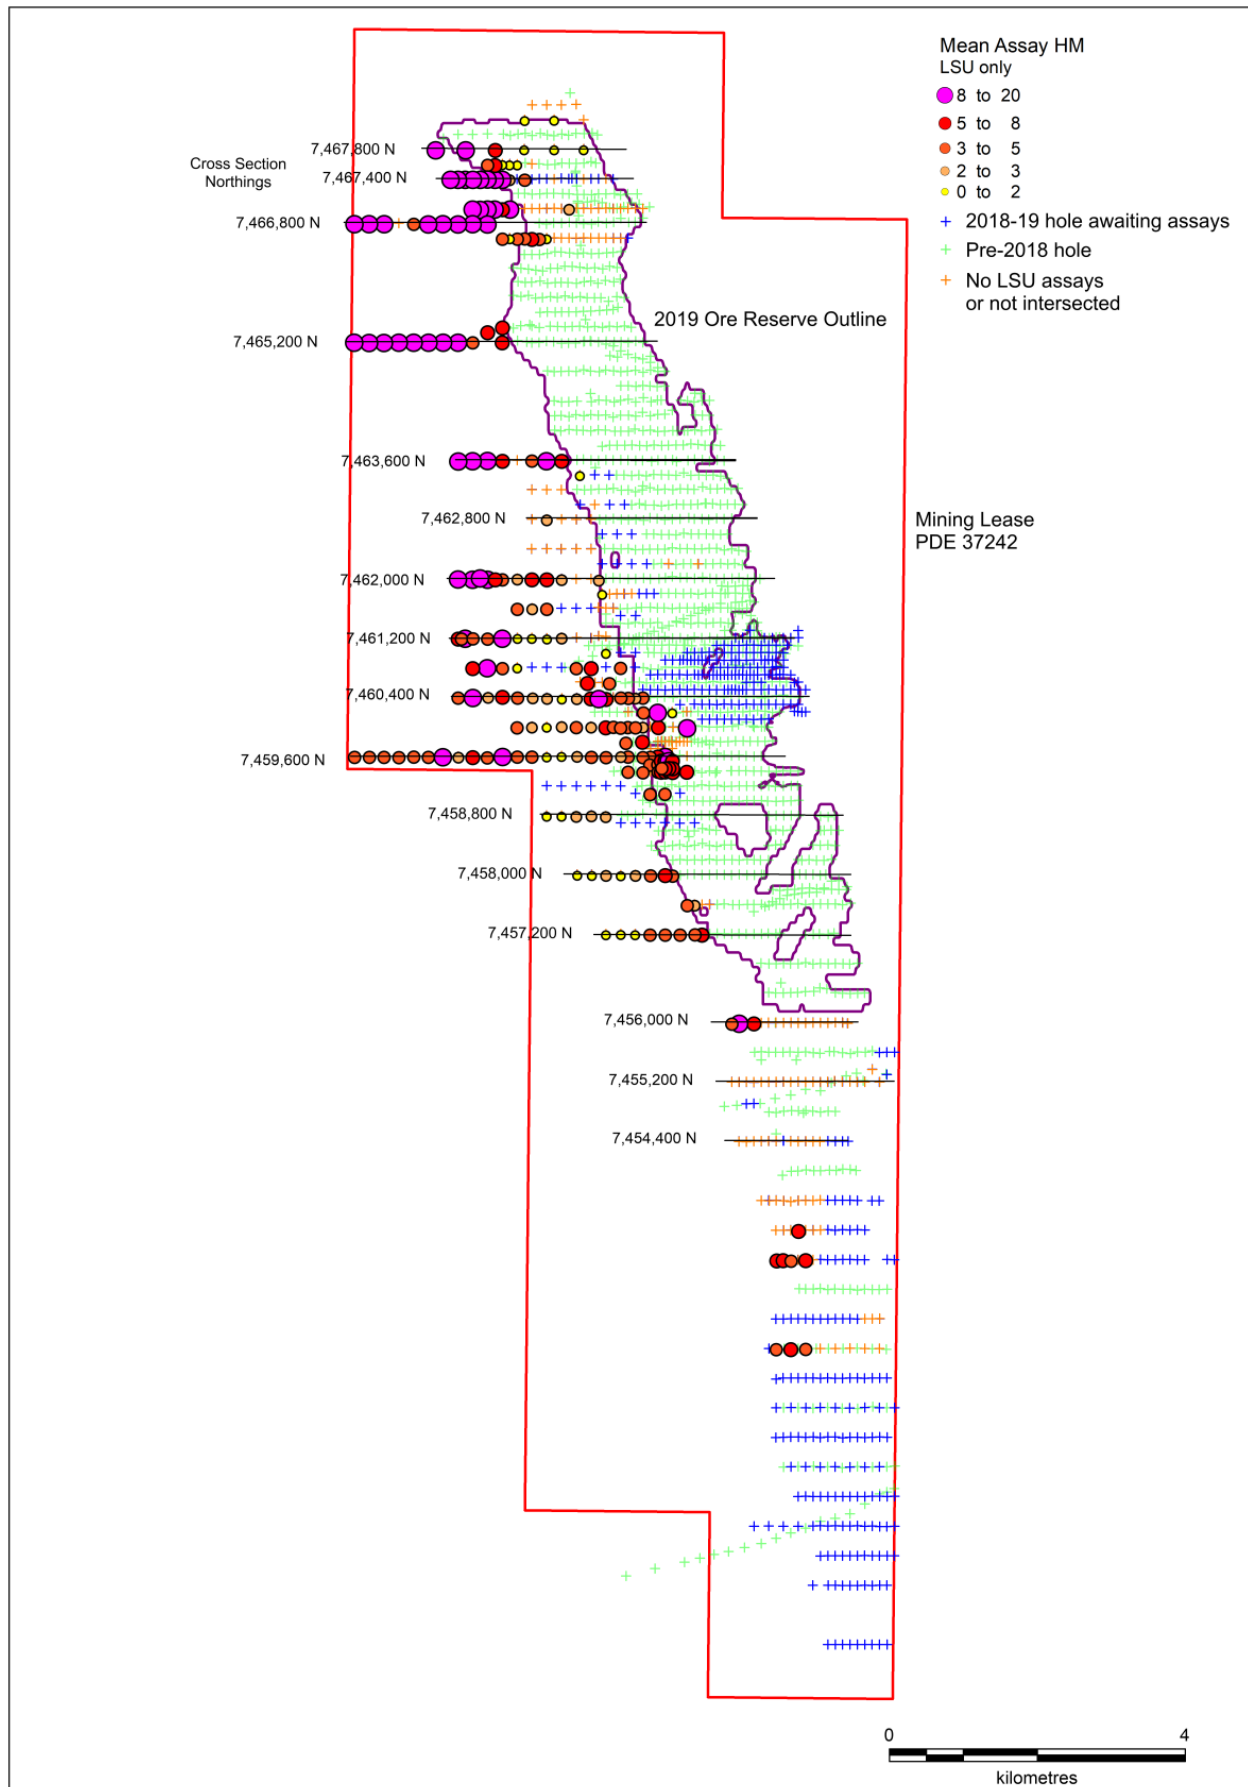 Mean Assay HM
LSU only
8 to 20
5 to 8
3 to 5
2 to 3
0 to 2
2018-19 hole awaiting assays
Pre-2018 hole
No LSU assays
or not intersected
7,467,800 N
Cross Section
Northings
7,467,400 N
7,466,800 N
2019 Ore Reserve Outline
7,465,200 N
7,463,600 N
7,462,800 N
Mining Lease
PDE 37242
7,462,000 N
7,461,200 N
7,460,400 N
7,459,600 N
7,458,800 N
7,458,000 N
7,457,200 N
7,456,000 N
7,455,200 N
7,454,400 N
0 4
kilometres